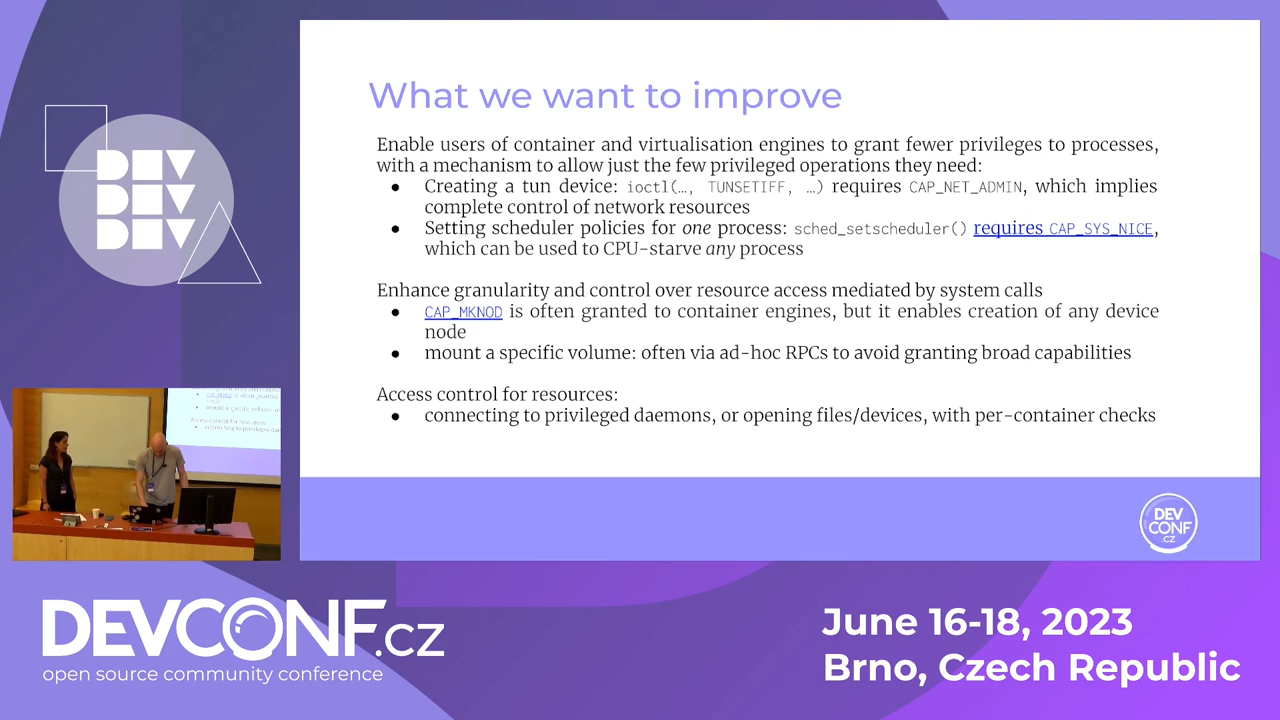 DEV
DEV
DEV
What we want to improve
Enable users of container and virtualisation engines to grant fewer privileges to processes,
with a mechanism to allow just the few privileged operations they need:
● Creating a tun device: ioctl(…, TUNSETIFF, …) requires CAP_NET_ADMIN, which implies
complete control of network resources
● Setting scheduler policies for one process: sched_setscheduler() requires CAP_SYS_NICE,
which can be used to CPU-starve any process
Enhance granularity and control over resource access mediated by system calls
● CAP_MKNOD is often granted to container engines, but it enables creation of any device
node
● mount a specific volume: often via ad-hoc RPCs to avoid granting broad capabilities
Access control for resources:
● connecting to privileged daemons, or opening files/devices, with per-container checks
DEV
CONF
.CZ
DEVCONF.cz
open source community conference
June 16-18, 2023
Brno, Czech Republic